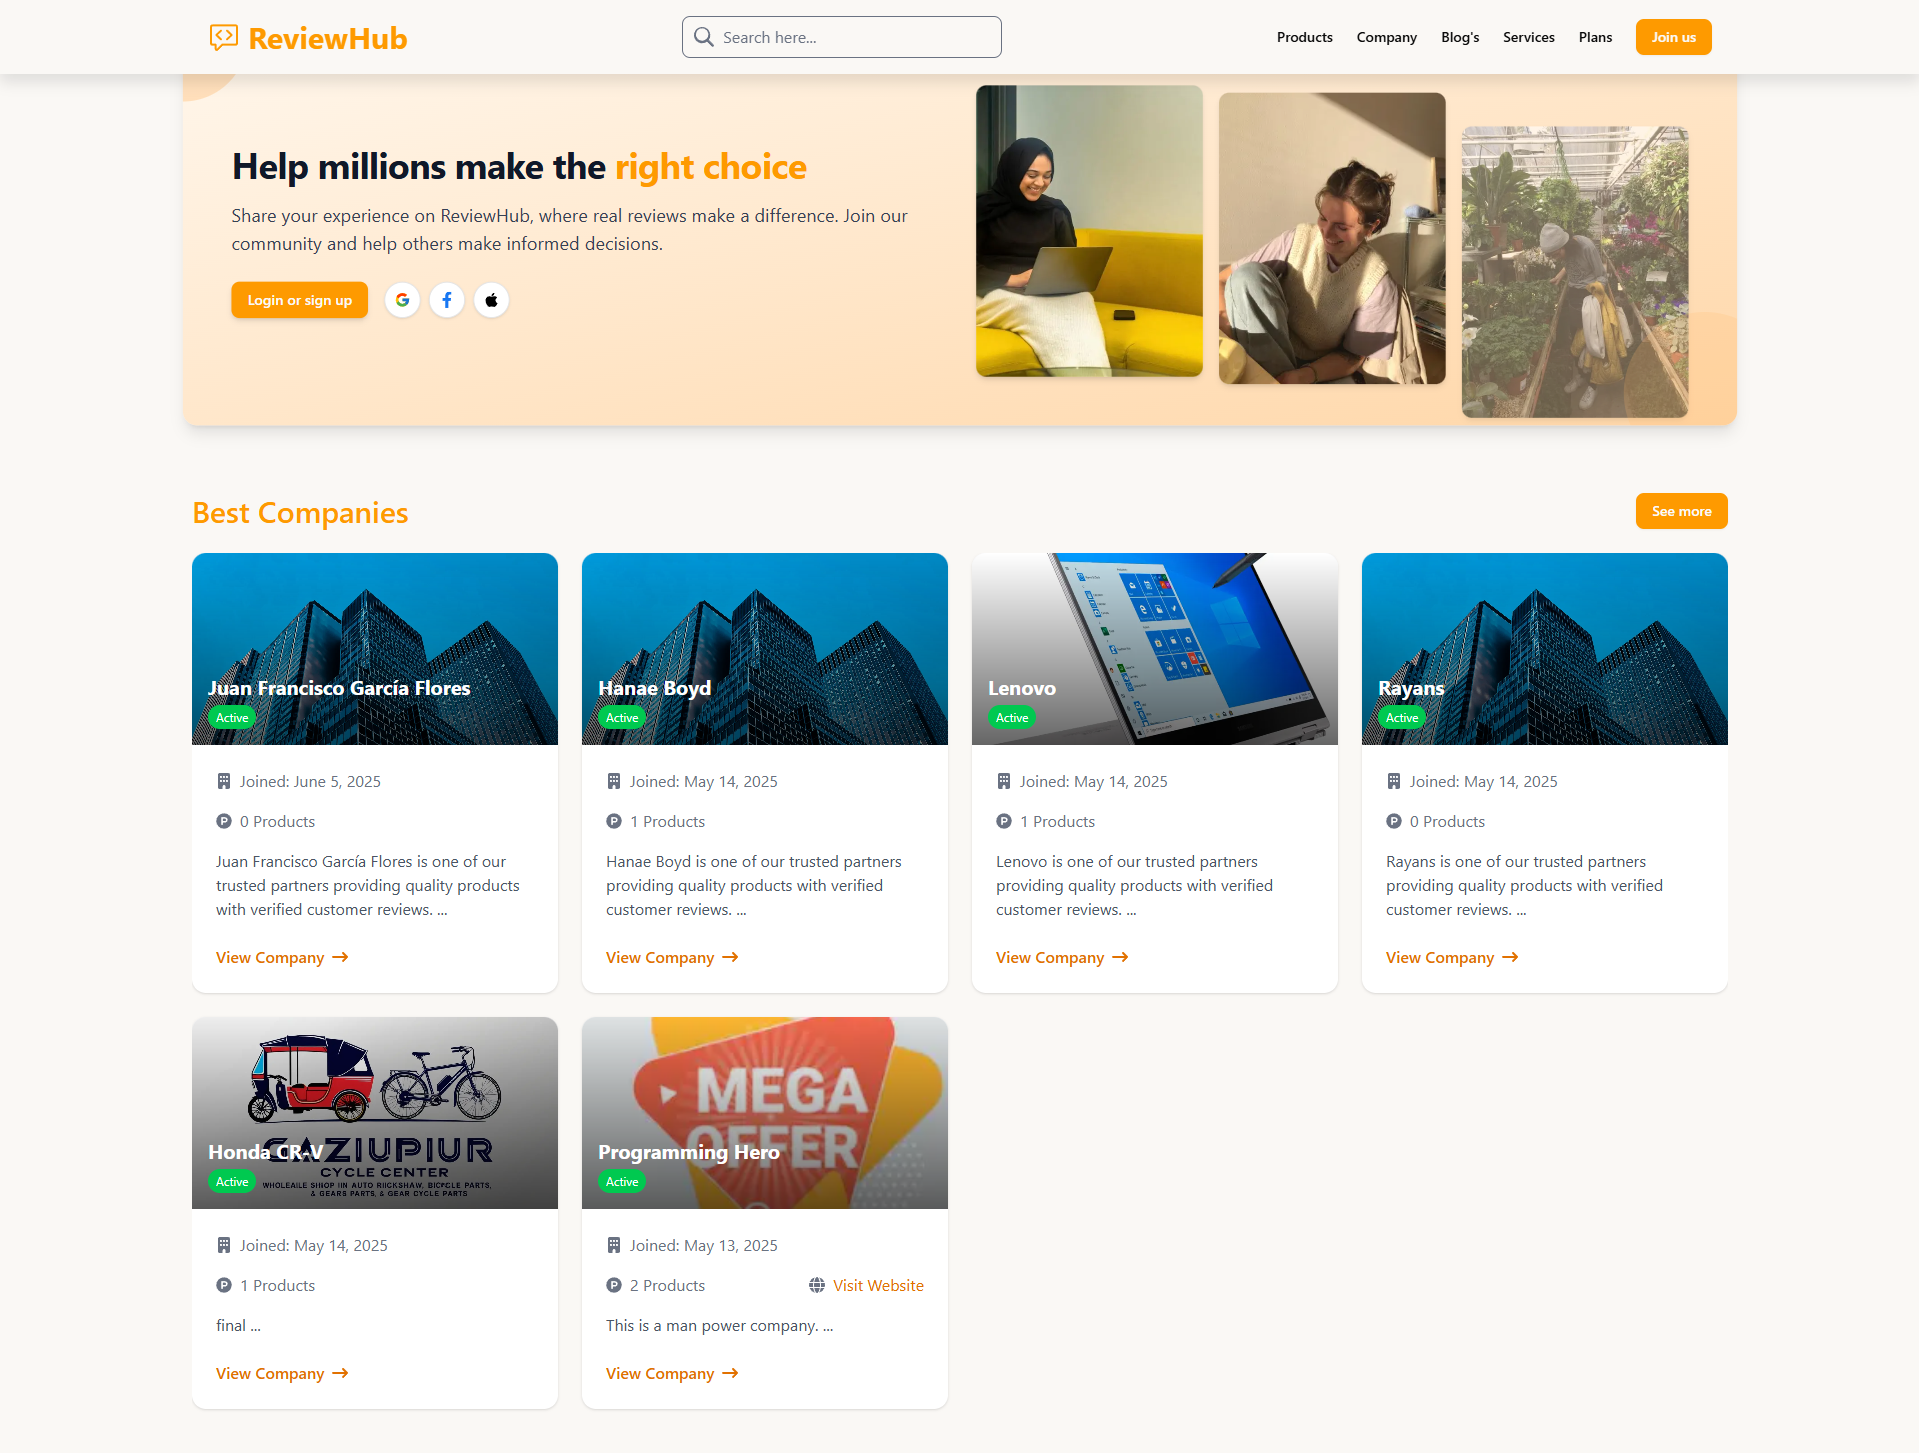 ReviewHub
Search here...
Products
Company
Blog's
Services
Plans
Join us
Help millions make the right choice
Share your experience on ReviewHub, where real reviews make a difference. Join our
community and help others make informed decisions.
Login or sign up
Best Companies
See more
Juan Francisco García Flores
Active
Joined: June 5, 2025
0 Products
Juan Francisco García Flores is one of our
trusted partners providing quality products
with verified customer reviews. ...
View Company
Hanae Boyd
Active
Joined: May 14, 2025
1 Products
Hanae Boyd is one of our trusted partners
providing quality products with verified
customer reviews. ...
View Company
Lenovo
Active
Joined: May 14, 2025
1 Products
Lenovo is one of our trusted partners
providing quality products with verified
customer reviews. ...
View Company
Rayans
Active
Joined: May 14, 2025
0 Products
Rayans is one of our trusted partners
providing quality products with verified
customer reviews. ...
View Company
GAZIUPIUR
Honda CR-V
CYCLE CENTER
Active
WHOLEAILE SHIOP IIN AUTO RIICKSHAW, BICYCLE PARTS,
& GEARS PARTS, & GEAR CYCLE PARTS
Joined: May 14, 2025
1 Products
final ...
View Company
MEGA
OFFER
Programming Hero
Active
Joined: May 13, 2025
2 Products
Visit Website
This is a man power company. ...
View Company